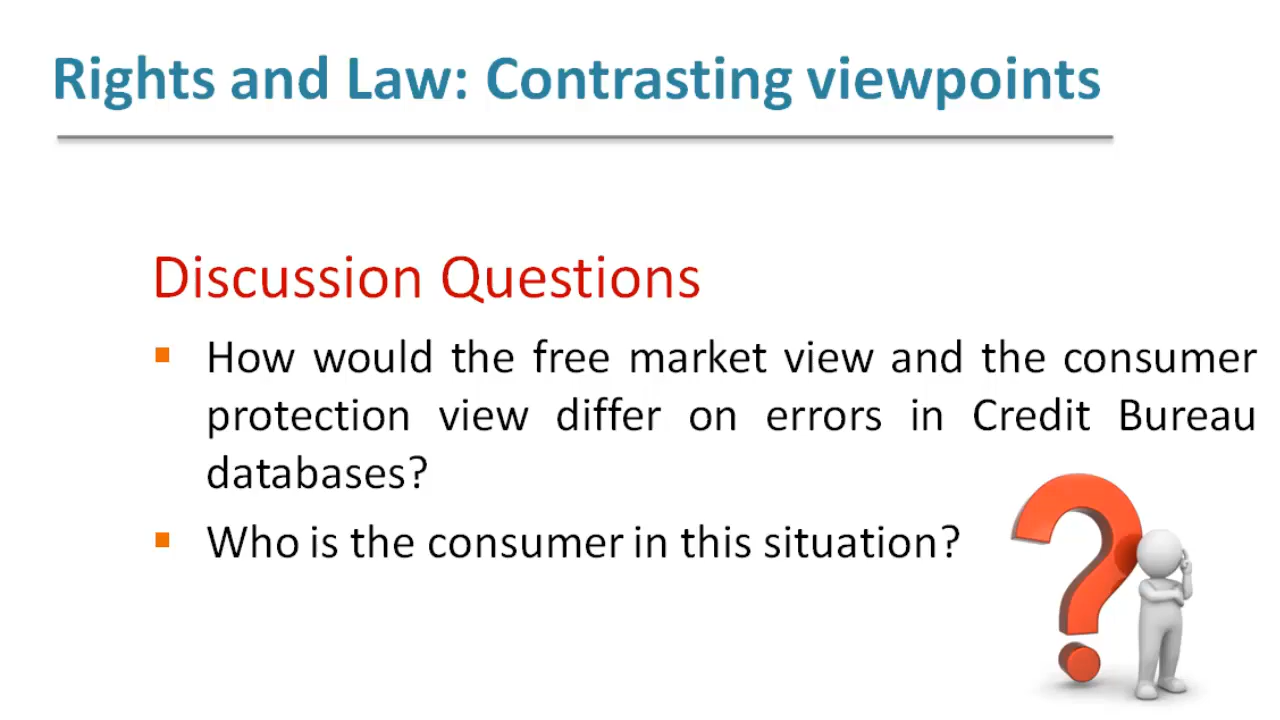 Rights and Law: Contrasting viewpoints
Discussion Questions
How would the free market view and the consumer
protection view differ on errors in Credit Bureau
databases?
Who is the consumer in this situation?